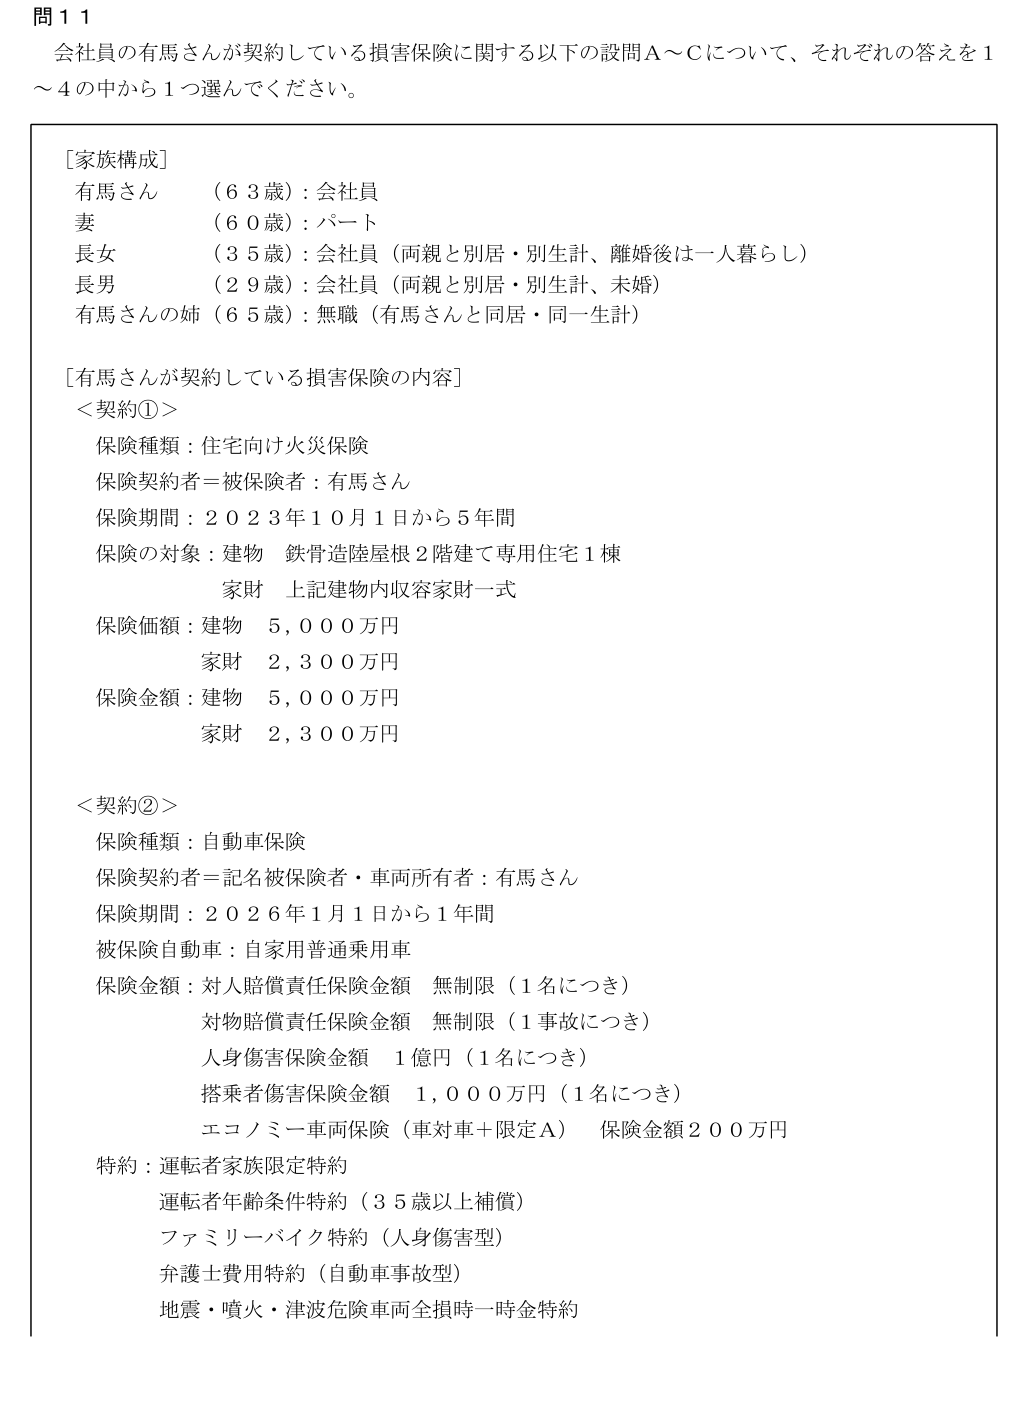 問１１
会社員の有馬さんが契約している損害保険に関する以下の設問Ａ～Ｃについて、それぞれの答えを１
～４の中から１つ選んでください。
［家族構成］
有馬さん　　（６３歳）：会社員
妻　　　　　（６０歳）：パート
長女　　　　（３５歳）：会社員（両親と別居・別生計、離婚後は一人暮らし）
長男　　　　（２９歳）：会社員（両親と別居・別生計、未婚）
有馬さんの姉（６５歳）：無職（有馬さんと同居・同一生計）
［有馬さんが契約している損害保険の内容］
＜契約①＞
保険種類：住宅向け火災保険
保険契約者＝被保険者：有馬さん
保険期間：２０２３年１０月１日から５年間
保険の対象：建物　鉄骨造陸屋根２階建て専用住宅１棟
家財　上記建物内収容家財一式
保険価額：建物　５,０００万円
家財　２,３００万円
保険金額：建物　５,０００万円
家財　２,３００万円
＜契約②＞
保険種類：自動車保険
保険契約者＝記名被保険者・車両所有者：有馬さん
保険期間：２０２６年１月１日から１年間
被保険自動車：自家用普通乗用車
保険金額：対人賠償責任保険金額　無制限（１名につき）
対物賠償責任保険金額　無制限（１事故につき）
人身傷害保険金額　１億円（１名につき）
搭乗者傷害保険金額　１,０００万円（１名につき）
エコノミー車両保険（車対車＋限定Ａ）　保険金額２００万円
特約：運転者家族限定特約
運転者年齢条件特約（３５歳以上補償）
ファミリーバイク特約（人身傷害型）
弁護士費用特約（自動車事故型）
地震・噴火・津波危険車両全損時一時金特約